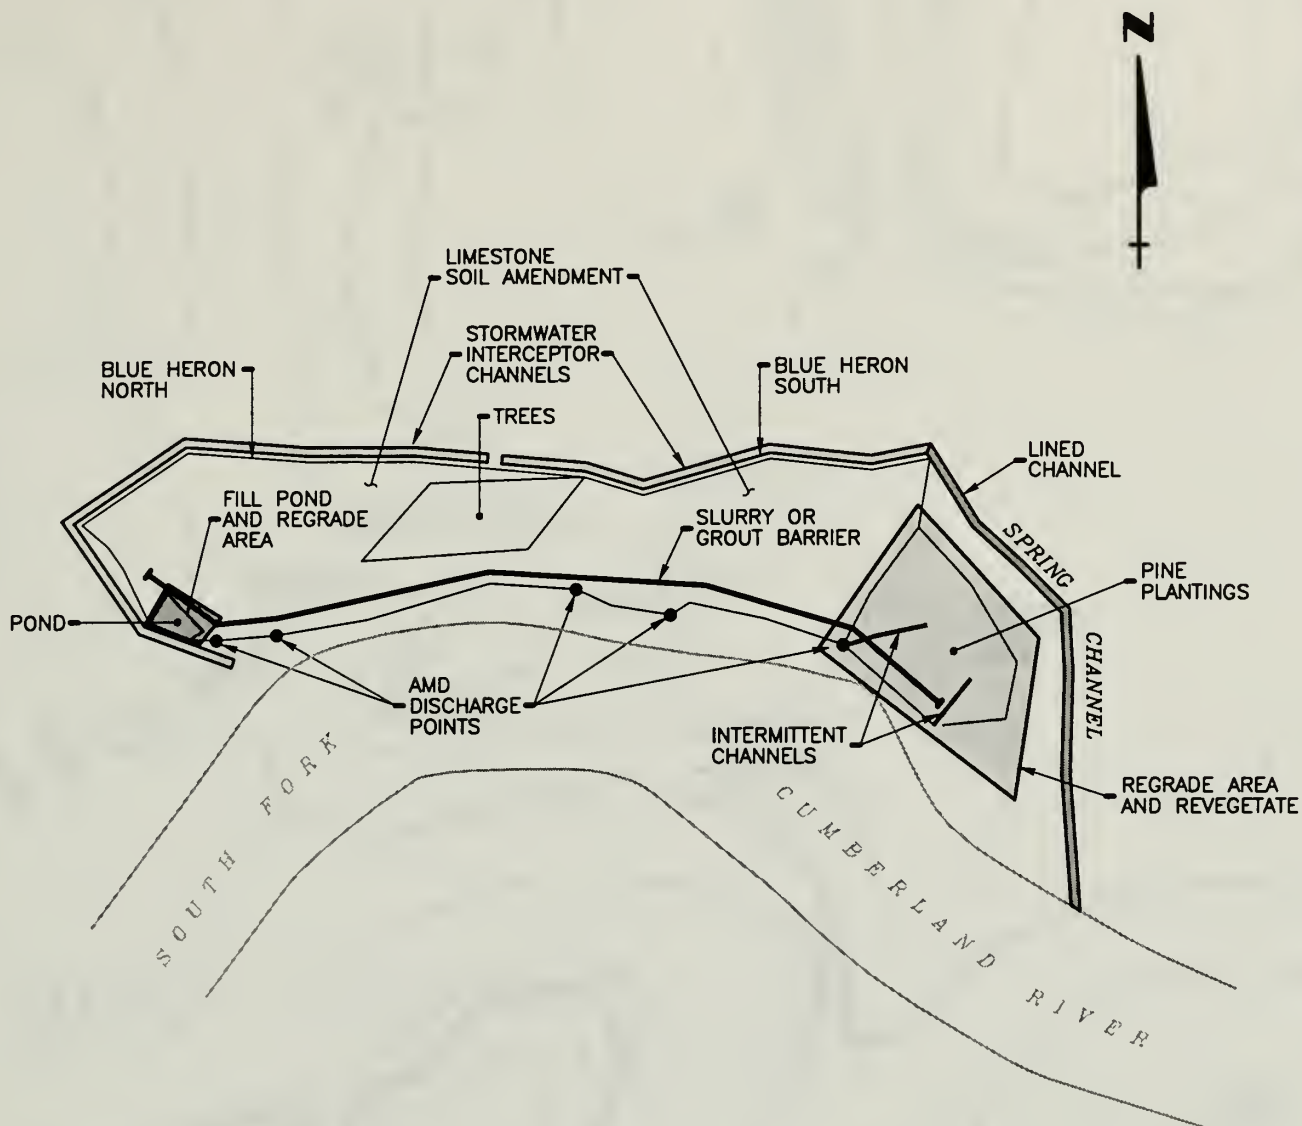 N
LIMESTONE
SOIL AMENDMENT
STORMWATER
INTERCEPTOR
CHANNELS
BLUE HERON
NORTH
BLUE HERON
SOUTH
TREES
LINED
CHANNEL
FILL POND
AND REGRADE
AREA
SLURRY OR
GROUT BARRIER
SPRING
CHANNEL
PINE
PLANTINGS
POND
AMD
DISCHARGE
POINTS
INTERMITTENT
CHANNELS
REGRADE AREA
AND REVEGETATE
SOUTH FORK
CUMBERLAND RIVER